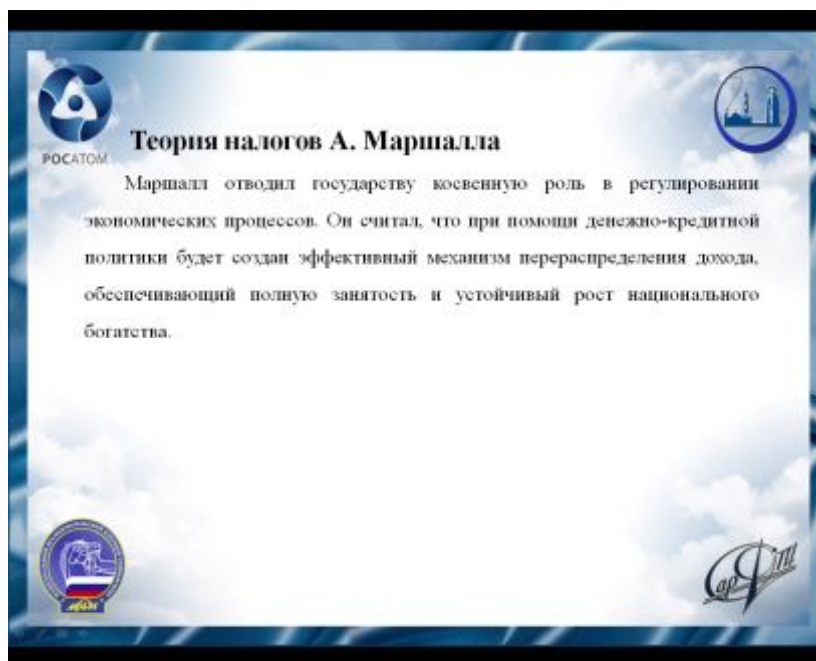 РОСАТОМ
Теория налогов А. Маршалла
Маршалл отводил государству косвенную роль в регулировании
экономических процессов. Он считал, что при помощи денежно-кредитной
политики будет создан эффективный механизм перераспределения дохода,
обеспечивающий полную занятость и устойчивый рост национального
богатства.
СарФТИ